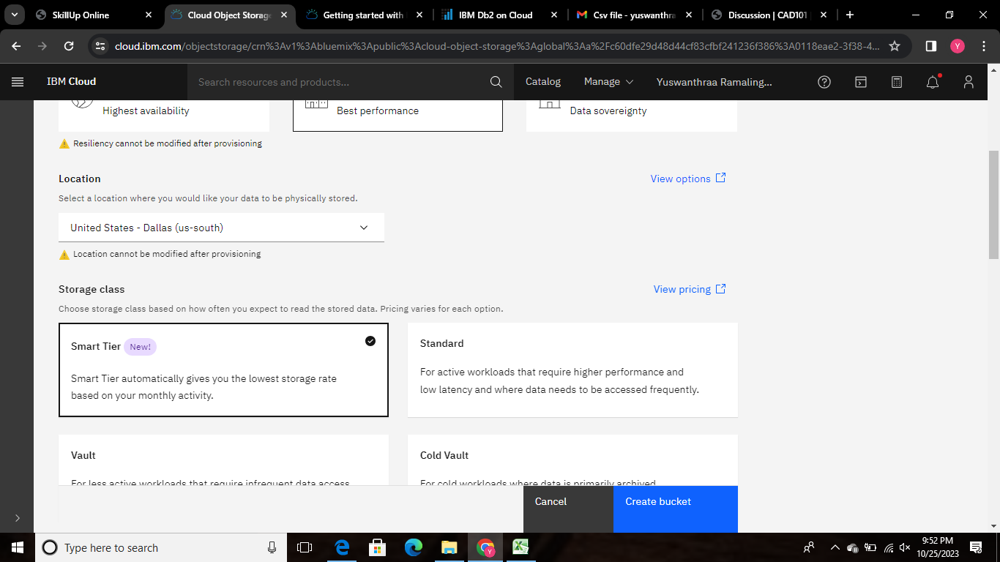 SkillUp Online
Cloud Object Storage
Getting started with
IBM Db2 on Cloud
Csv file - yuswanthra
Discussion | CAD101
cloud.ibm.com/objectstorage/crn%3Av1%3Abluemix%3Apublic%3Acloud-object-storage%3Aglobal%3Aa%2Fc60dfe29d48d44cf83cfbf241236f386%3A0118eae2-3f38-4...
Y
IBM Cloud
Search resources and products...
Catalog
Manage
Yuswanthraa Ramaling...
Highest availability
Best performance
Data sovereignty
Resiliency cannot be modified after provisioning
Location
View options
Select a location where you would like your data to be physically stored.
United States - Dallas (us-south)
Location cannot be modified after provisioning
Storage class
View pricing
Choose storage class based on how often you expect to read the stored data. Pricing varies for each option.
Smart Tier New!
Smart Tier automatically gives you the lowest storage rate
based on your monthly activity.
Standard
For active workloads that require higher performance and
low latency and where data needs to be accessed frequently.
Vault
For less active workloads that require infrequent data access
Cold Vault
For cold workloads where data is primarily archived
Cancel
Create bucket
Type here to search
9:52 PM
10/25/2023